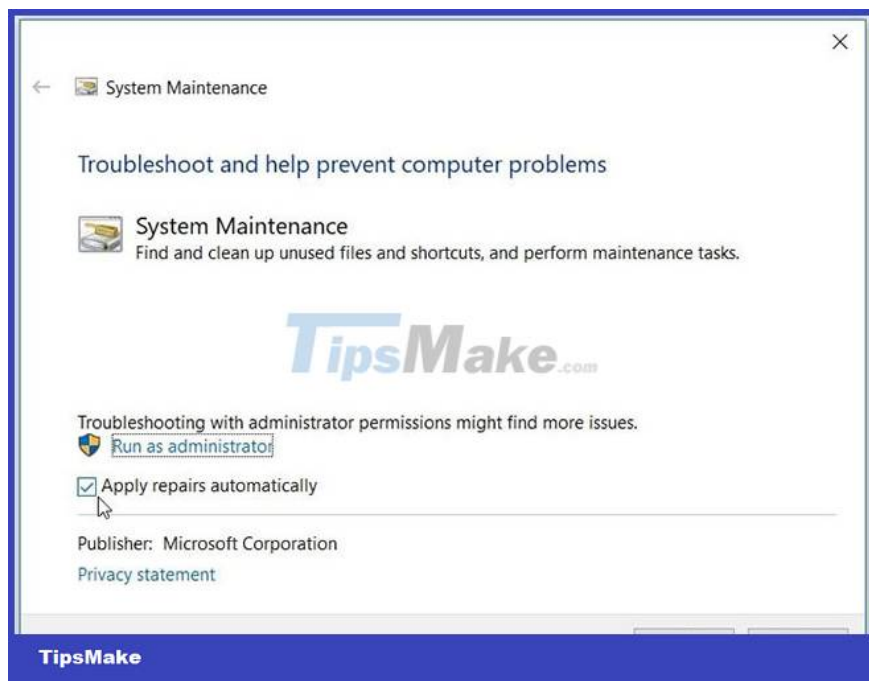 System Maintenance
Troubleshoot and help prevent computer problems
System Maintenance
Find and clean up unused files and shortcuts, and perform maintenance tasks.
TipsMake.com
Troubleshooting with administrator permissions might find more issues.
Run as administrator
Apply repairs automatically
Publisher: Microsoft Corporation
Privacy statement
TipsMake